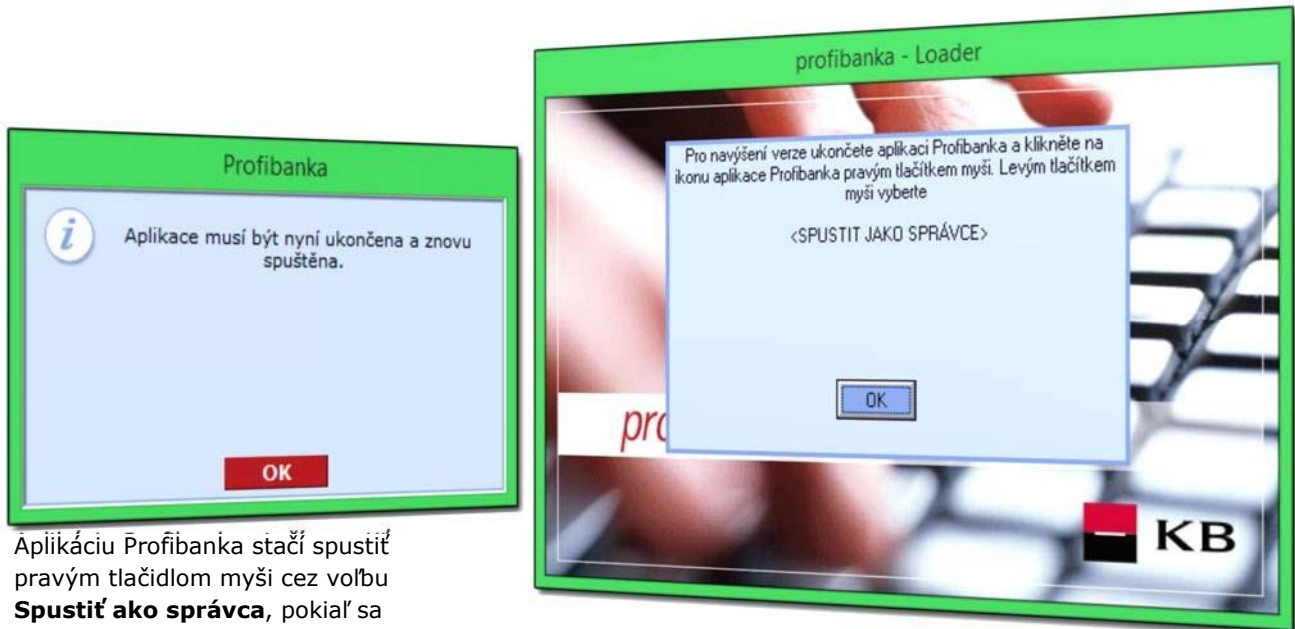 Profibanka
Aplikace musí být nyní ukončena a znovu
spuštěna.
OK
profibanka - Loader
Pro navýšení verze ukončete aplikaci Profibanka a klikněte na
ikonu aplikace Profibanka pravým tlačítkem myši. Levým tlačítkem
myši vyberte
<SPUSTIT JAKO SPRÁVCE>
OK
pro
KB
Aplikáciu Profibanka stačí spustiť
pravým tlačidlom myši cez voľbu
Spustiť ako správca, pokiaľ sa